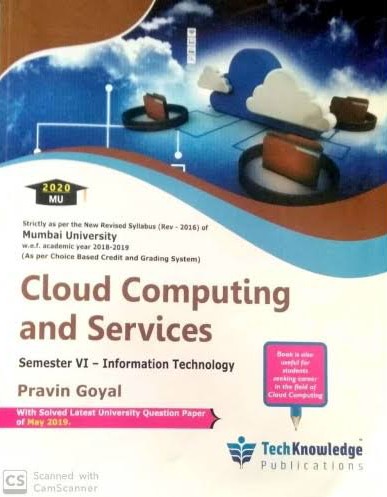 2020
MU
Strictly as per the New Revised Syllabus (Rev - 2016) of
Mumbai University
w.e.f. academic year 2018-2019
(As per Choice Based Credit and Grading System)
Cloud Computing
and Services
Semester VI – Information Technology
Pravin Goyal
Book is also
useful for
students
seeking career
in the field of
Cloud Computing
With Solved Latest University Question Paper
of May 2019.
TechKnowledge™
Publications
CS Scanned with
CamScanner